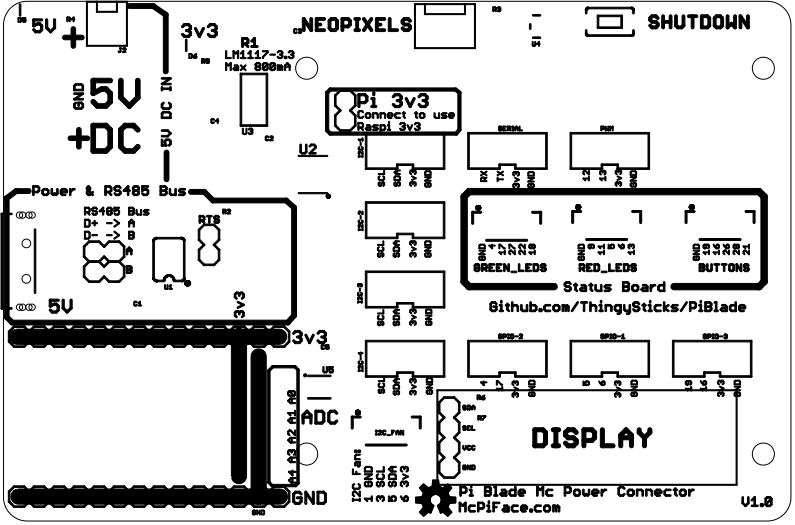 D5
5V
R4
+
J2
3v3
D6
R5
R1
LM1117-3.3
Max 800mA
U3
C4
C2
C3
NEOPIXELS
R3
U4
SHUTDOWN
GND
5V
+DC
5V DC IN
Pi 3v3
Connect to use
Raspi 3v3
U2
I2C-1
SCL
SDA
3v3
GND
SERIAL
RX
TX
3v3
GND
PWM
12
13
3v3
GND
Power & RS485 Bus
RS485 Bus
D+ -> A
D- -> B
A
B
RTS
R2
U1
C1
5V
3v3
I2C-2
SCL
SDA
3v3
GND
GND
4
17
27
22
18
GREEN_LEDS
GND
9
11
5
6
13
RED_LEDS
GND
19
16
26
20
21
BUTTONS
Status Board
I2C-3
SCL
SDA
3v3
GND
Github.com/ThingySticks/PiBlade
3v3
C5
I2C-4
SCL
SDA
3v3
GND
GPIO-2
4
17
3v3
GND
GPIO-1
5
6
3v3
GND
GPIO-3
19
16
3v3
GND
U5
ADC
A4 A3 A2 A1 A0
GND
GND
I2C_FAN
I2C Fans
1 GND
3 SCL
5 SDA
6 3v3
R6
R7
SDA
SCL
VCC
GND
DISPLAY
Pi Blade Mc Power Connector
McPiFace.com
V1.0